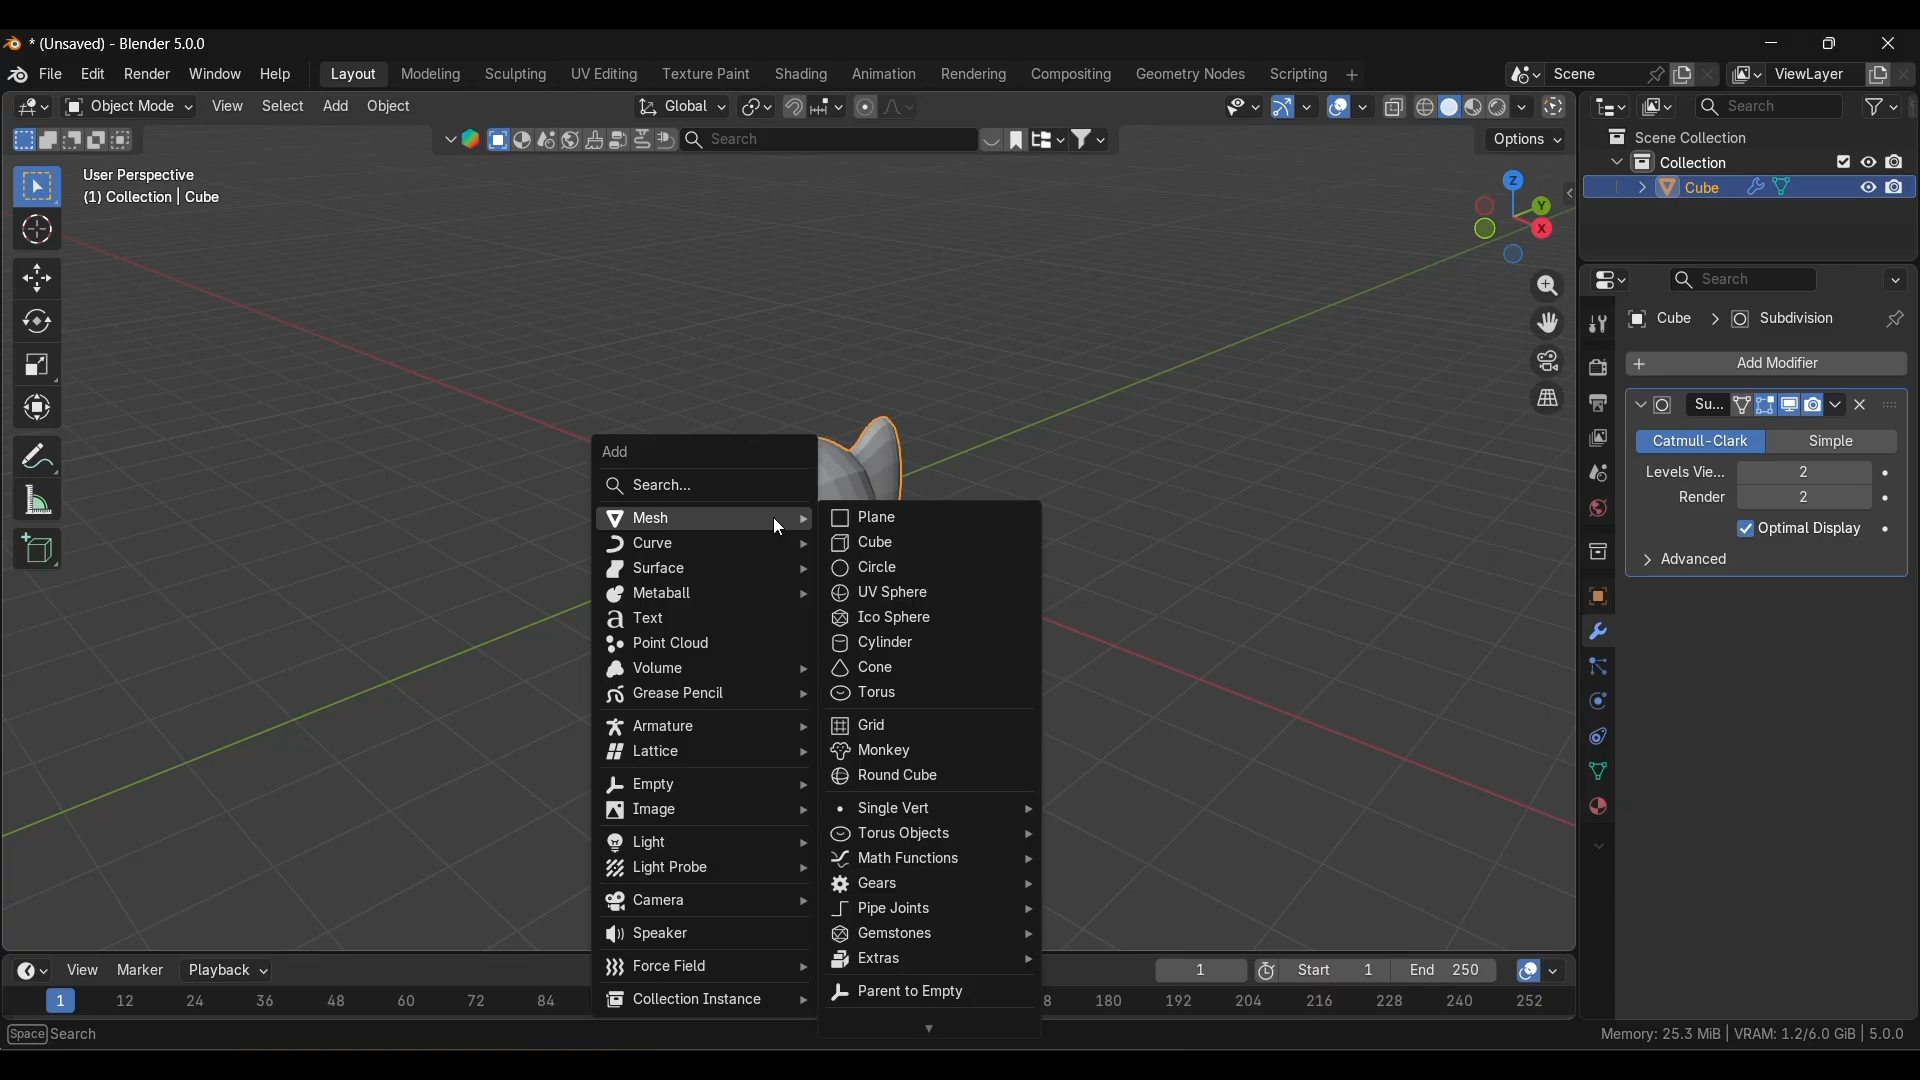 * (Unsaved) - Blender 5.0.0
File Edit Render Window Help Layout Modeling Sculpting UV Editing Texture Paint Shading Animation Rendering Compositing Geometry Nodes Scripting + Scene ViewLayer
Object Mode View Select Add Object Global Search
Search Options
User Perspective
(1) Collection | Cube
Z
Y
X
Scene Collection
Collection
Cube
Search
Cube > Subdivision
+ Add Modifier
Su...
Catmull-Clark Simple
Levels Vie... 2
Render 2
Optimal Display
Advanced
Add
Search...
Mesh
Curve
Surface
Metaball
Text
Point Cloud
Volume
Grease Pencil
Armature
Lattice
Empty
Image
Light
Light Probe
Camera
Speaker
Force Field
Collection Instance
Plane
Cube
Circle
UV Sphere
Ico Sphere
Cylinder
Cone
Torus
Grid
Monkey
Round Cube
Single Vert
Torus Objects
Math Functions
Gears
Pipe Joints
Gemstones
Extras
Parent to Empty
View Marker Playback 1 Start 1 End 250
1 12 24 36 48 60 72 84 8 180 192 204 216 228 240 252
Space Search Memory: 25.3 MiB | VRAM: 1.2/6.0 GiB | 5.0.0